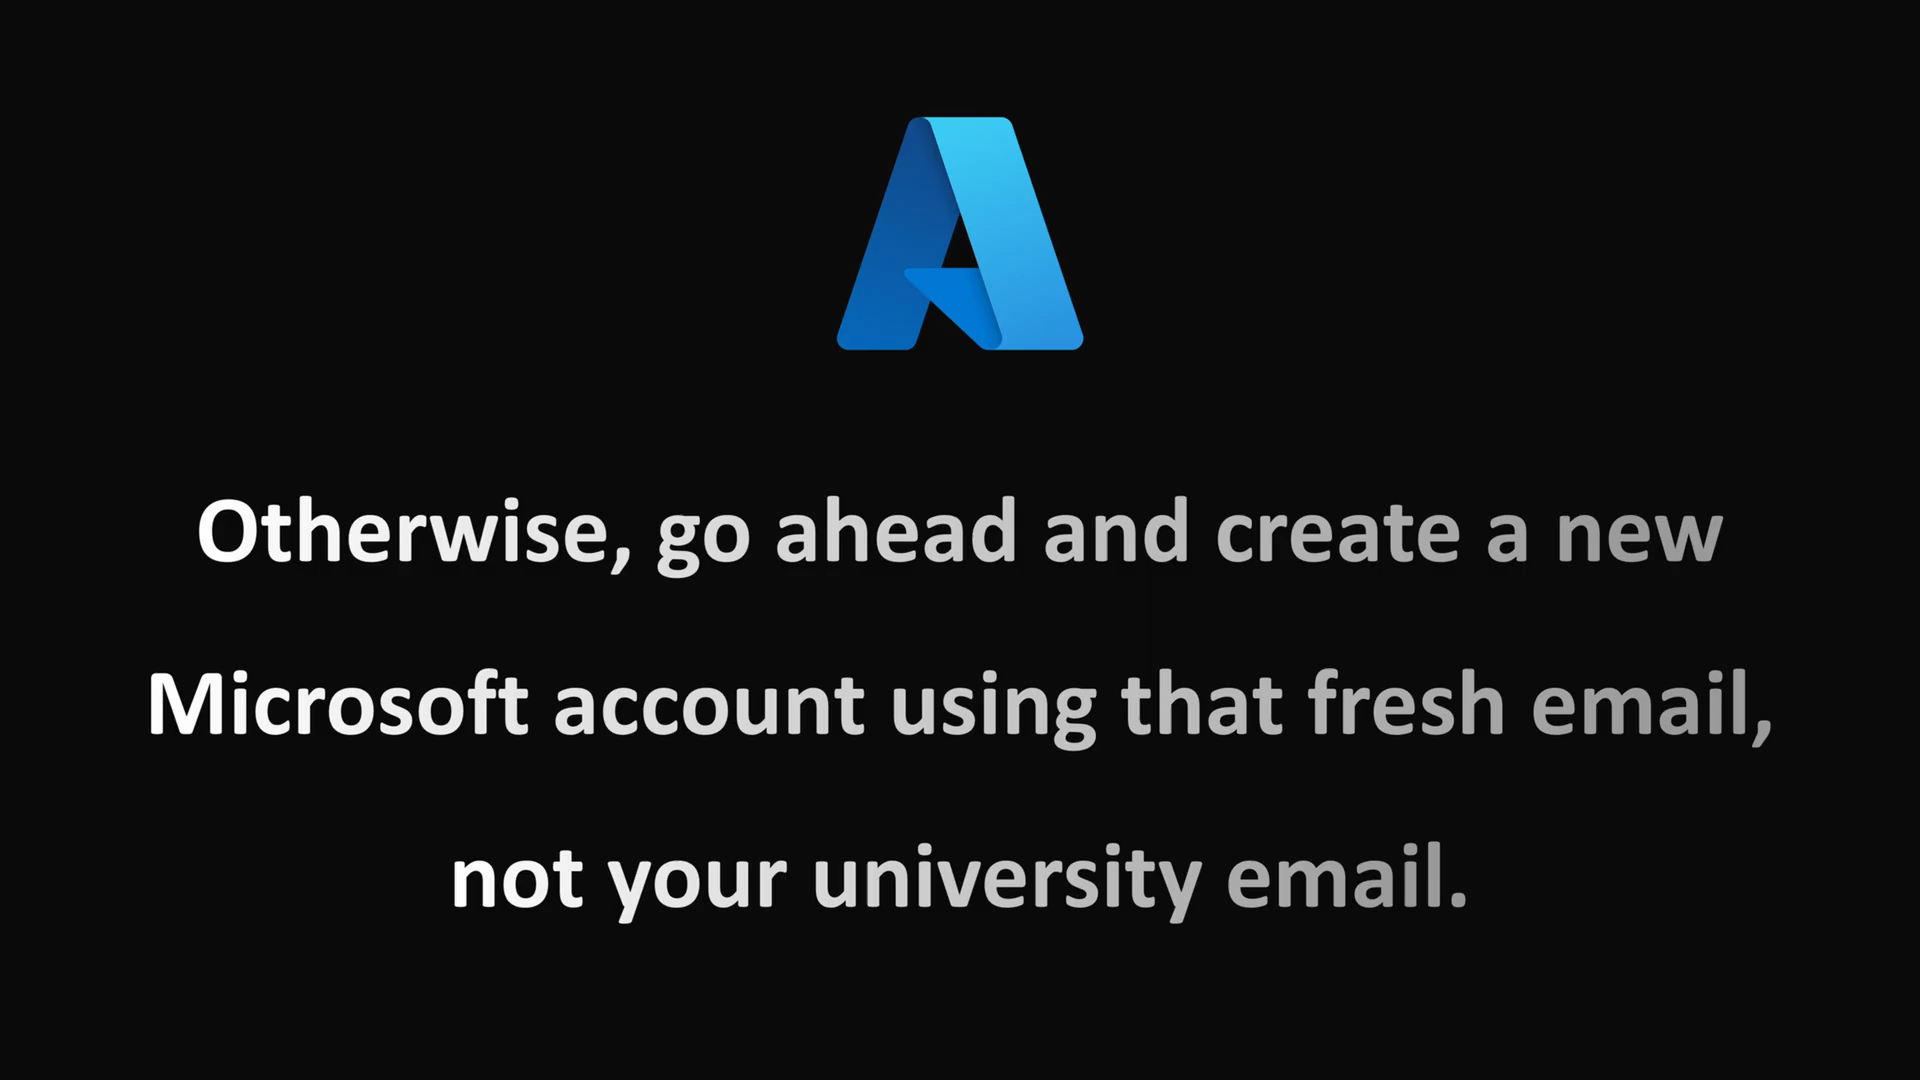 Otherwise, go ahead and create a new
Microsoft account using that fresh email,
not your university email.